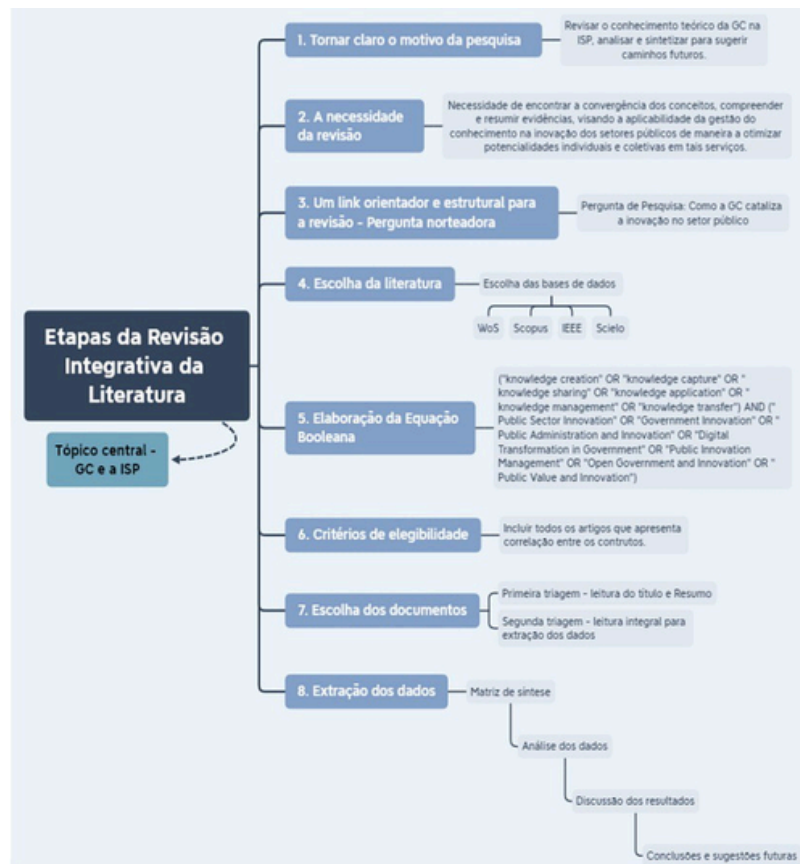 Etapas da Revisão
Integrativa da
Literatura
Tópico central -
GC e a ISP
1. Tornar claro o motivo da pesquisa
Revisar o conhecimento teórico da GC na
ISP, analisar e sintetizar para sugerir
caminhos futuros.
2. A necessidade
da revisão
Necessidade de encontrar a convergência dos conceitos, compreender
e resumir evidências, visando a aplicabilidade da gestão do
conhecimento na inovação dos setores públicos de maneira a otimizar
potencialidades individuais e coletivas em tais serviços.
3. Um link orientador e estrutural para
a revisão - Pergunta norteadora
Pergunta de Pesquisa: Como a GC cataliza
a inovação no setor público
4. Escolha da literatura
Escolha das bases de dados
WoS
Scopus
IEEE
Scielo
5. Elaboração da Equação
Booleana
("knowledge creation" OR "knowledge capture" OR "
knowledge sharing" OR "knowledge application" OR "
knowledge management" OR "knowledge transfer") AND ("
Public Sector Innovation" OR "Government Innovation" OR "
Public Administration and Innovation" OR "Digital
Transformation in Government" OR "Public Innovation
Management" OR "Open Government and Innovation" OR "
Public Value and Innovation")
6. Critérios de elegibilidade
Incluir todos os artigos que apresenta
correlação entre os contrutos.
7. Escolha dos documentos
Primeira triagem - leitura do título e Resumo
Segunda triagem - leitura integral para
extração dos dados
8. Extração dos dados
Matriz de síntese
Análise dos dados
Discussão dos resultados
Conclusões e sugestões futuras